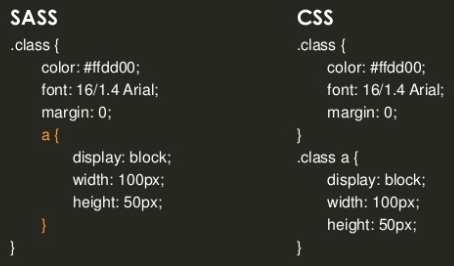 SASS
.class {
color: #ffdd00;
font: 16/1.4 Arial;
margin: 0;
a {
display: block;
width: 100px;
height: 50px;
}
}
CSS
.class {
color: #ffdd00;
font: 16/1.4 Arial;
margin: 0;
}
.class a {
display: block;
width: 100px;
height: 50px;
}